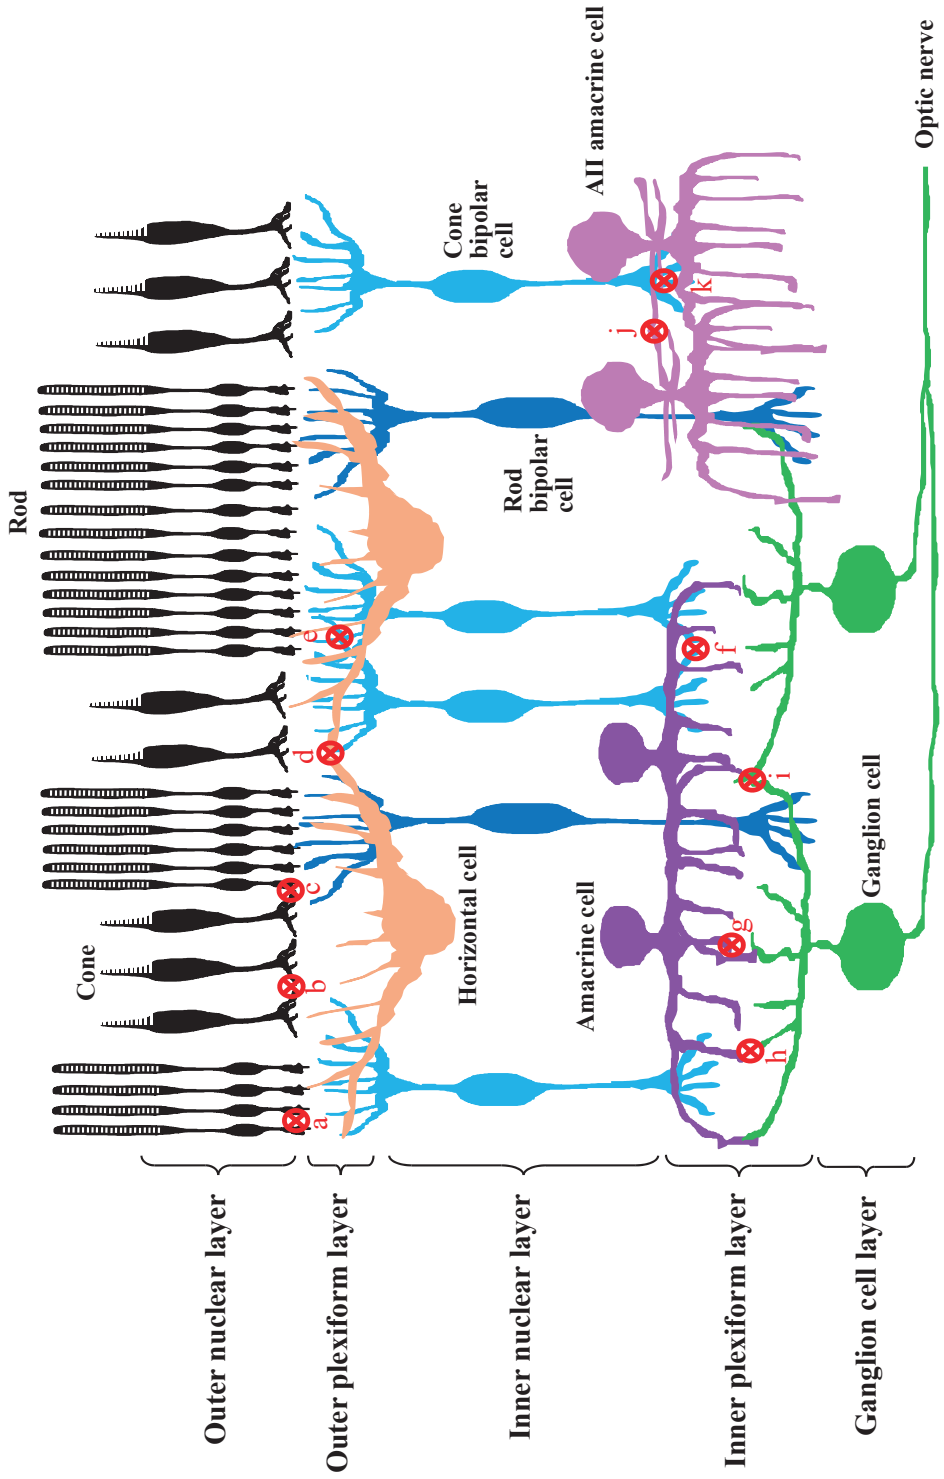 Rod
Cone
Cone
bipolar
cell
AII amacrine cell
Rod
bipolar
cell
Horizontal cell
Amacrine cell
Ganglion cell
Optic nerve
a
b
c
d
e
f
g
h
i
j
k
Outer nuclear layer
Outer plexiform layer
Inner nuclear layer
Inner plexiform layer
Ganglion cell layer